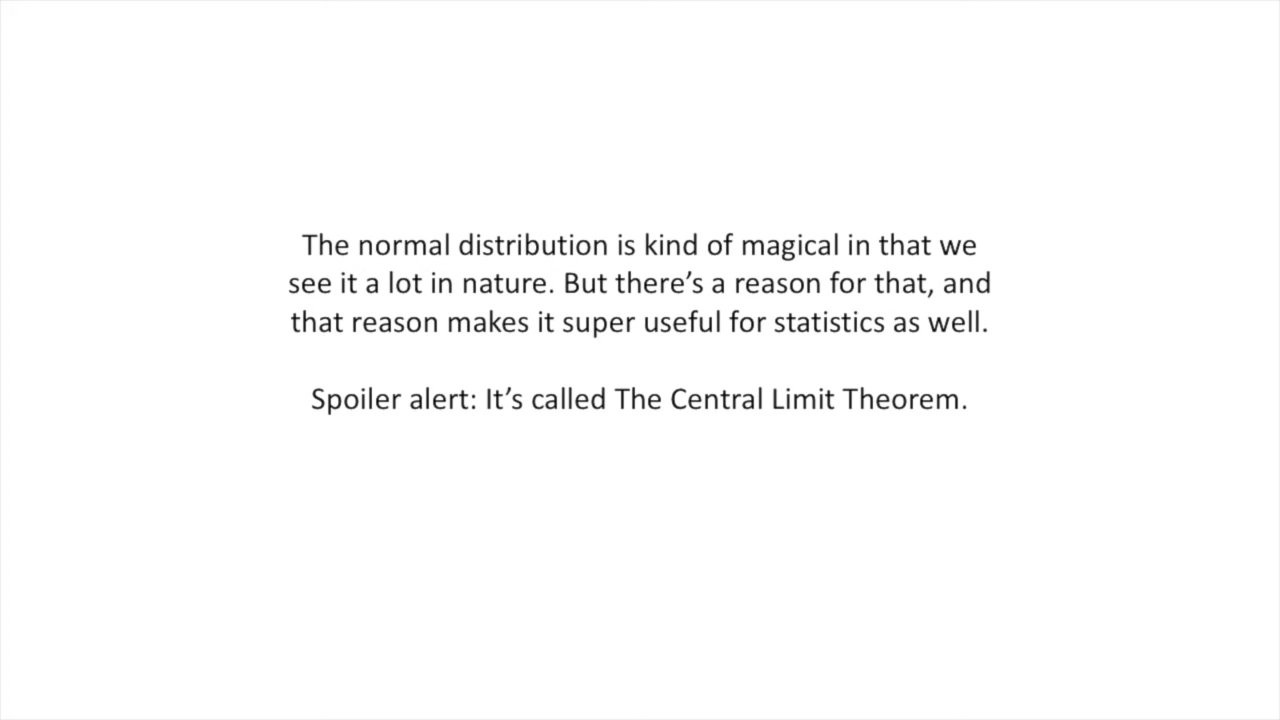 The normal distribution is kind of magical in that we
see it a lot in nature. But there’s a reason for that, and
that reason makes it super useful for statistics as well.
Spoiler alert: It’s called The Central Limit Theorem.